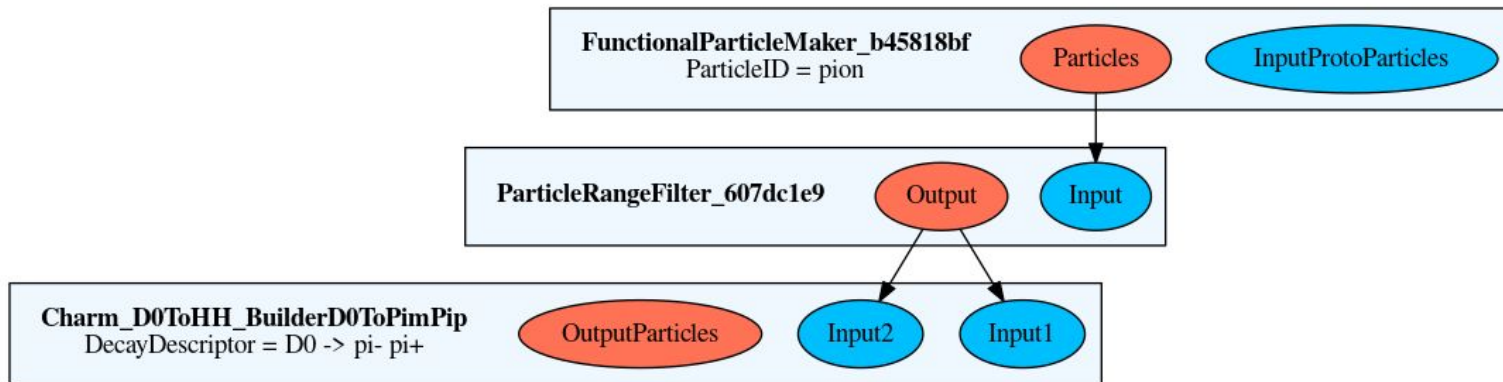 FunctionalParticleMaker_b45818bf
ParticleID = pion
Particles
InputProtoParticles
ParticleRangeFilter_607dc1e9
Output
Input
Charm_D0ToHH_BuilderD0ToPimPip
DecayDescriptor = D0 -> pi- pi+
OutputParticles
Input2
Input1